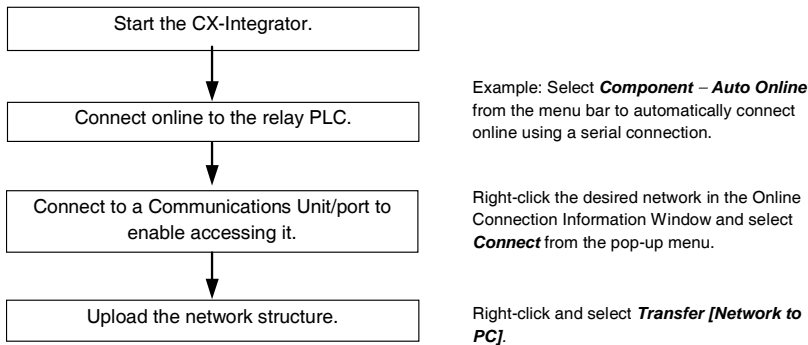 Start the CX-Integrator.
Connect online to the relay PLC.
Example: Select Component – Auto Online
from the menu bar to automatically connect
online using a serial connection.
Connect to a Communications Unit/port to
enable accessing it.
Right-click the desired network in the Online
Connection Information Window and select
Connect from the pop-up menu.
Upload the network structure.
Right-click and select Transfer [Network to
PC].